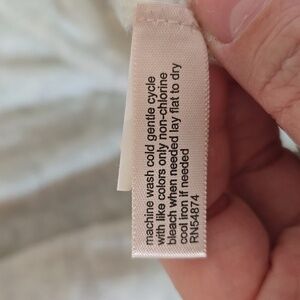 machine wash cold gentle cycle
with like colors only non-chlorine
bleach when needed lay flat to dry
cool iron if needed
RN54874